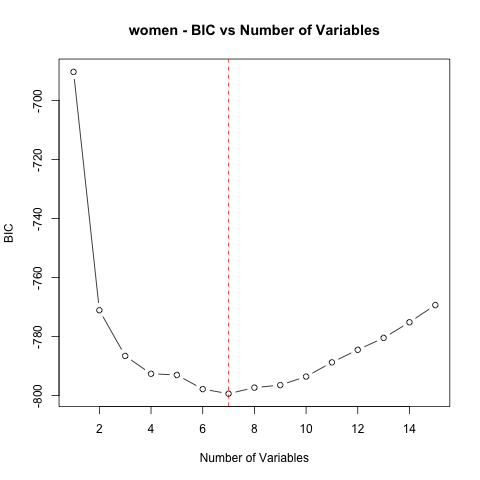 women - BIC vs Number of Variables
BIC
-700
-720
-740
-760
-780
-800
2 4 6 8 10 12 14
Number of Variables